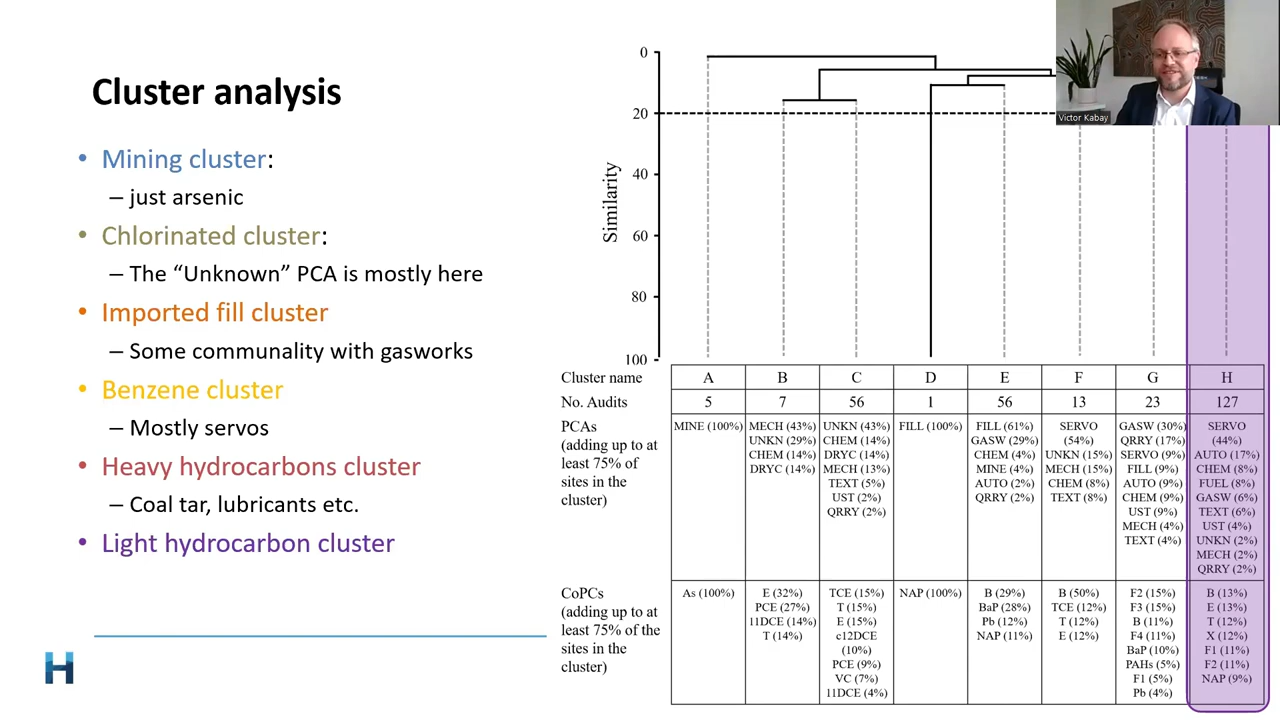 Cluster analysis
• Mining cluster:
– just arsenic
• Chlorinated cluster:
– The “Unknown” PCA is mostly here
• Imported fill cluster
– Some communality with gasworks
• Benzene cluster
– Mostly servos
• Heavy hydrocarbons cluster
– Coal tar, lubricants etc.
• Light hydrocarbon cluster
H
Victor Kabay
Similarity
0
20
40
60
80
100
Cluster name A B C D E F G H
No. Audits 5 7 56 1 56 13 23 127
PCAs
(adding up to at
least 75% of
sites in the
cluster)
MINE (100%)
MECH (43%)
UNKN (29%)
CHEM (14%)
DRYC (14%)
UNKN (43%)
CHEM (14%)
DRYC (14%)
MECH (13%)
TEXT (5%)
UST (2%)
QRRY (2%)
FILL (100%)
FILL (61%)
GASW (29%)
CHEM (4%)
MINE (4%)
AUTO (2%)
QRRY (2%)
SERVO
(54%)
UNKN (15%)
MECH (15%)
CHEM (8%)
TEXT (8%)
GASW (30%)
QRRY (17%)
SERVO (9%)
FILL (9%)
AUTO (9%)
CHEM (9%)
UST (9%)
MECH (4%)
TEXT (4%)
SERVO
(44%)
AUTO (17%)
CHEM (8%)
FUEL (8%)
GASW (6%)
TEXT (6%)
UST (4%)
UNKN (2%)
MECH (2%)
QRRY (2%)
CoPCs
(adding up to at
least 75% of the
sites in the
cluster)
As (100%)
E (32%)
PCE (27%)
11DCE (14%)
T (14%)
TCE (15%)
T (15%)
E (15%)
c12DCE
(10%)
PCE (9%)
VC (7%)
11DCE (4%)
NAP (100%)
B (29%)
BaP (28%)
Pb (12%)
NAP (11%)
B (50%)
TCE (12%)
T (12%)
E (12%)
F2 (15%)
F3 (15%)
B (11%)
F4 (11%)
BaP (10%)
PAHs (5%)
F1 (5%)
Pb (4%)
B (13%)
E (13%)
T (12%)
X (12%)
F1 (11%)
F2 (11%)
NAP (9%)